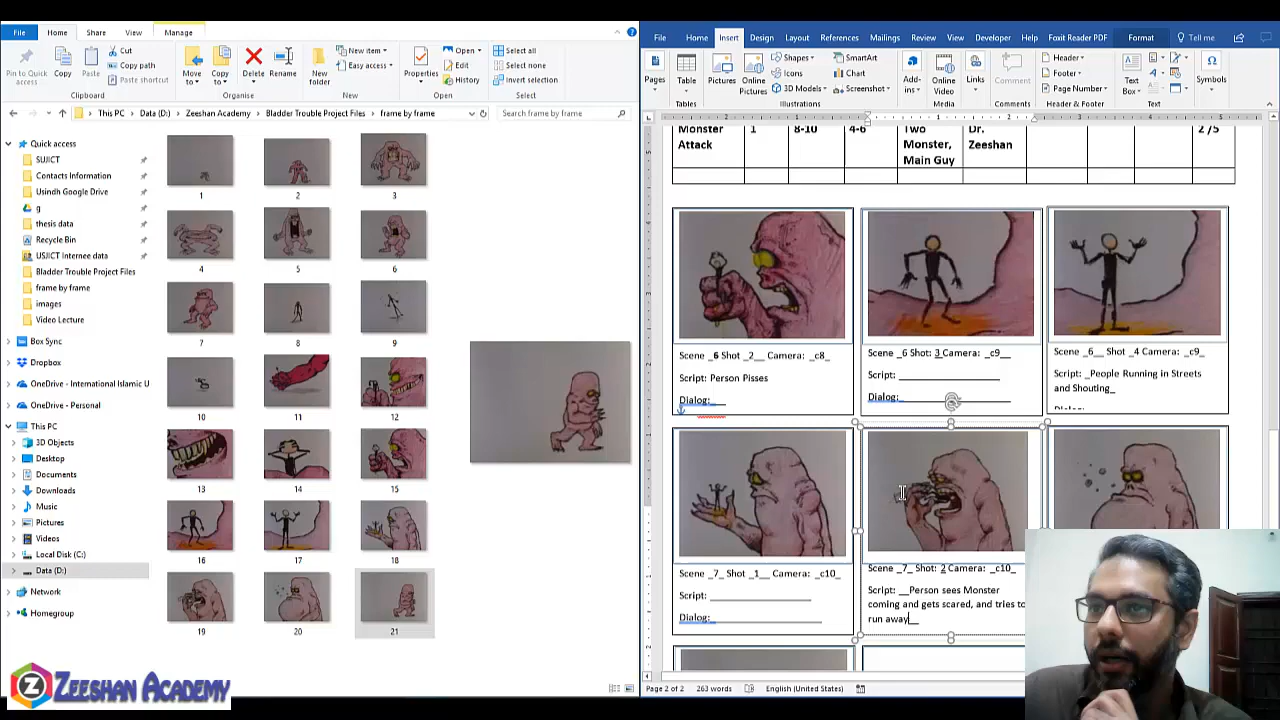 File Home Share View Manage
Pin to Quick access
Copy
Paste
Cut
Copy path
Paste shortcut
Move to
Copy to
Delete
Rename
New folder
New item
Easy access
Properties
Open
Edit
History
Select all
Select none
Invert selection
Clipboard Organise New Open Select
This PC Data (D:) Zeeshan Academy Bladder Trouble Project Files frame by frame
Search frame by frame
Quick access
SUJICT
Contacts Information
Usindh Google Drive
g
thesis data
Recycle Bin
USJICT Internee data
Bladder Trouble Project Files
frame by frame
images
Video Lecture
Box Sync
Dropbox
OneDrive - International Islamic U
OneDrive - Personal
This PC
3D Objects
Desktop
Documents
Downloads
Music
Pictures
Videos
Local Disk (C:)
Data (D:)
Network
Homegroup
1 2 3
4 5 6
7 8 9
10 11 12
13 14 15
16 17 18
19 20 21
ZEESHAN ACADEMY
File Home Insert Design Layout References Mailings Review View Developer Help Foxit Reader PDF Format Tell me
Pages
Table
Pictures
Online Pictures
Shapes
Icons
3D Models
SmartArt
Chart
Screenshot
Add-ins
Online Video
Links
Comment
Header
Footer
Page Number
Text Box
Symbols
Tables Illustrations Media Comments Header & Footer Text
Monster Attack 1 8-10 4-6 Two Monster, Main Guy Dr. Zeeshan 2 /5
Scene _6 Shot _2__ Camera: _c8_
Script: Person Pisses
Dialog:_
Scene _6 Shot: 3 Camera: _c9__
Script: ___
Dialog:_
Scene _6__ Shot _4 Camera: _c9_
Script: _People Running in Streets
and Shouting_
Scene _7_ Shot _1__ Camera: _c10_
Script: ___
Dialog:_
Scene _7_ Shot: 2 Camera: _c10_
Script: __Person sees Monster
coming and gets scared, and tries to
run away__
Page 2 of 2 263 words English (United States)